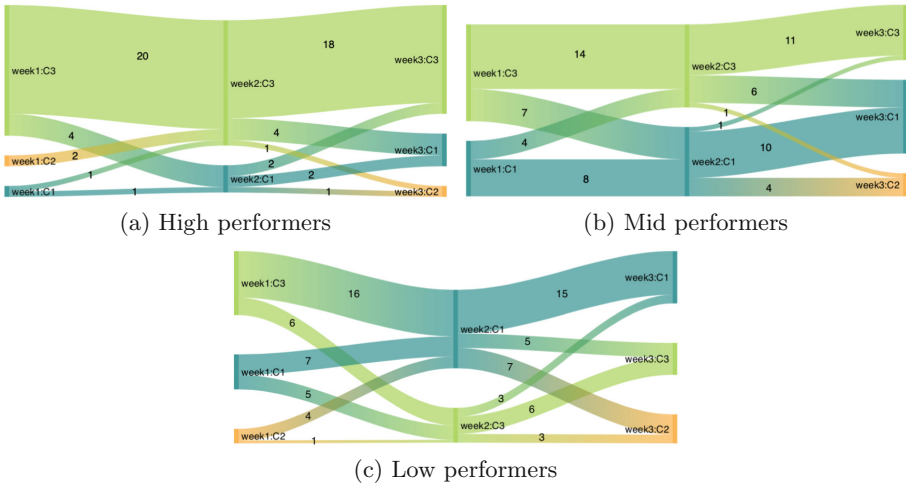 20
18
week1:C3
week2:C3
week3:C3
4
4
week3:C1
week1:C2
2
1
2
1
week2:C1
2
week1:C1
1
1
week3:C2
(a) High performers
11
week3:C3
14
week1:C3
week2:C3
6
7
1
1
week3:C1
4
10
week2:C1
week1:C1
8
4
week3:C2
(b) Mid performers
week3:C1
week1:C3
16
15
6
week2:C1
5
week3:C3
7
7
week1:C1
5
3
6
4
week2:C3
week3:C2
week1:C2
1
3
(c) Low performers